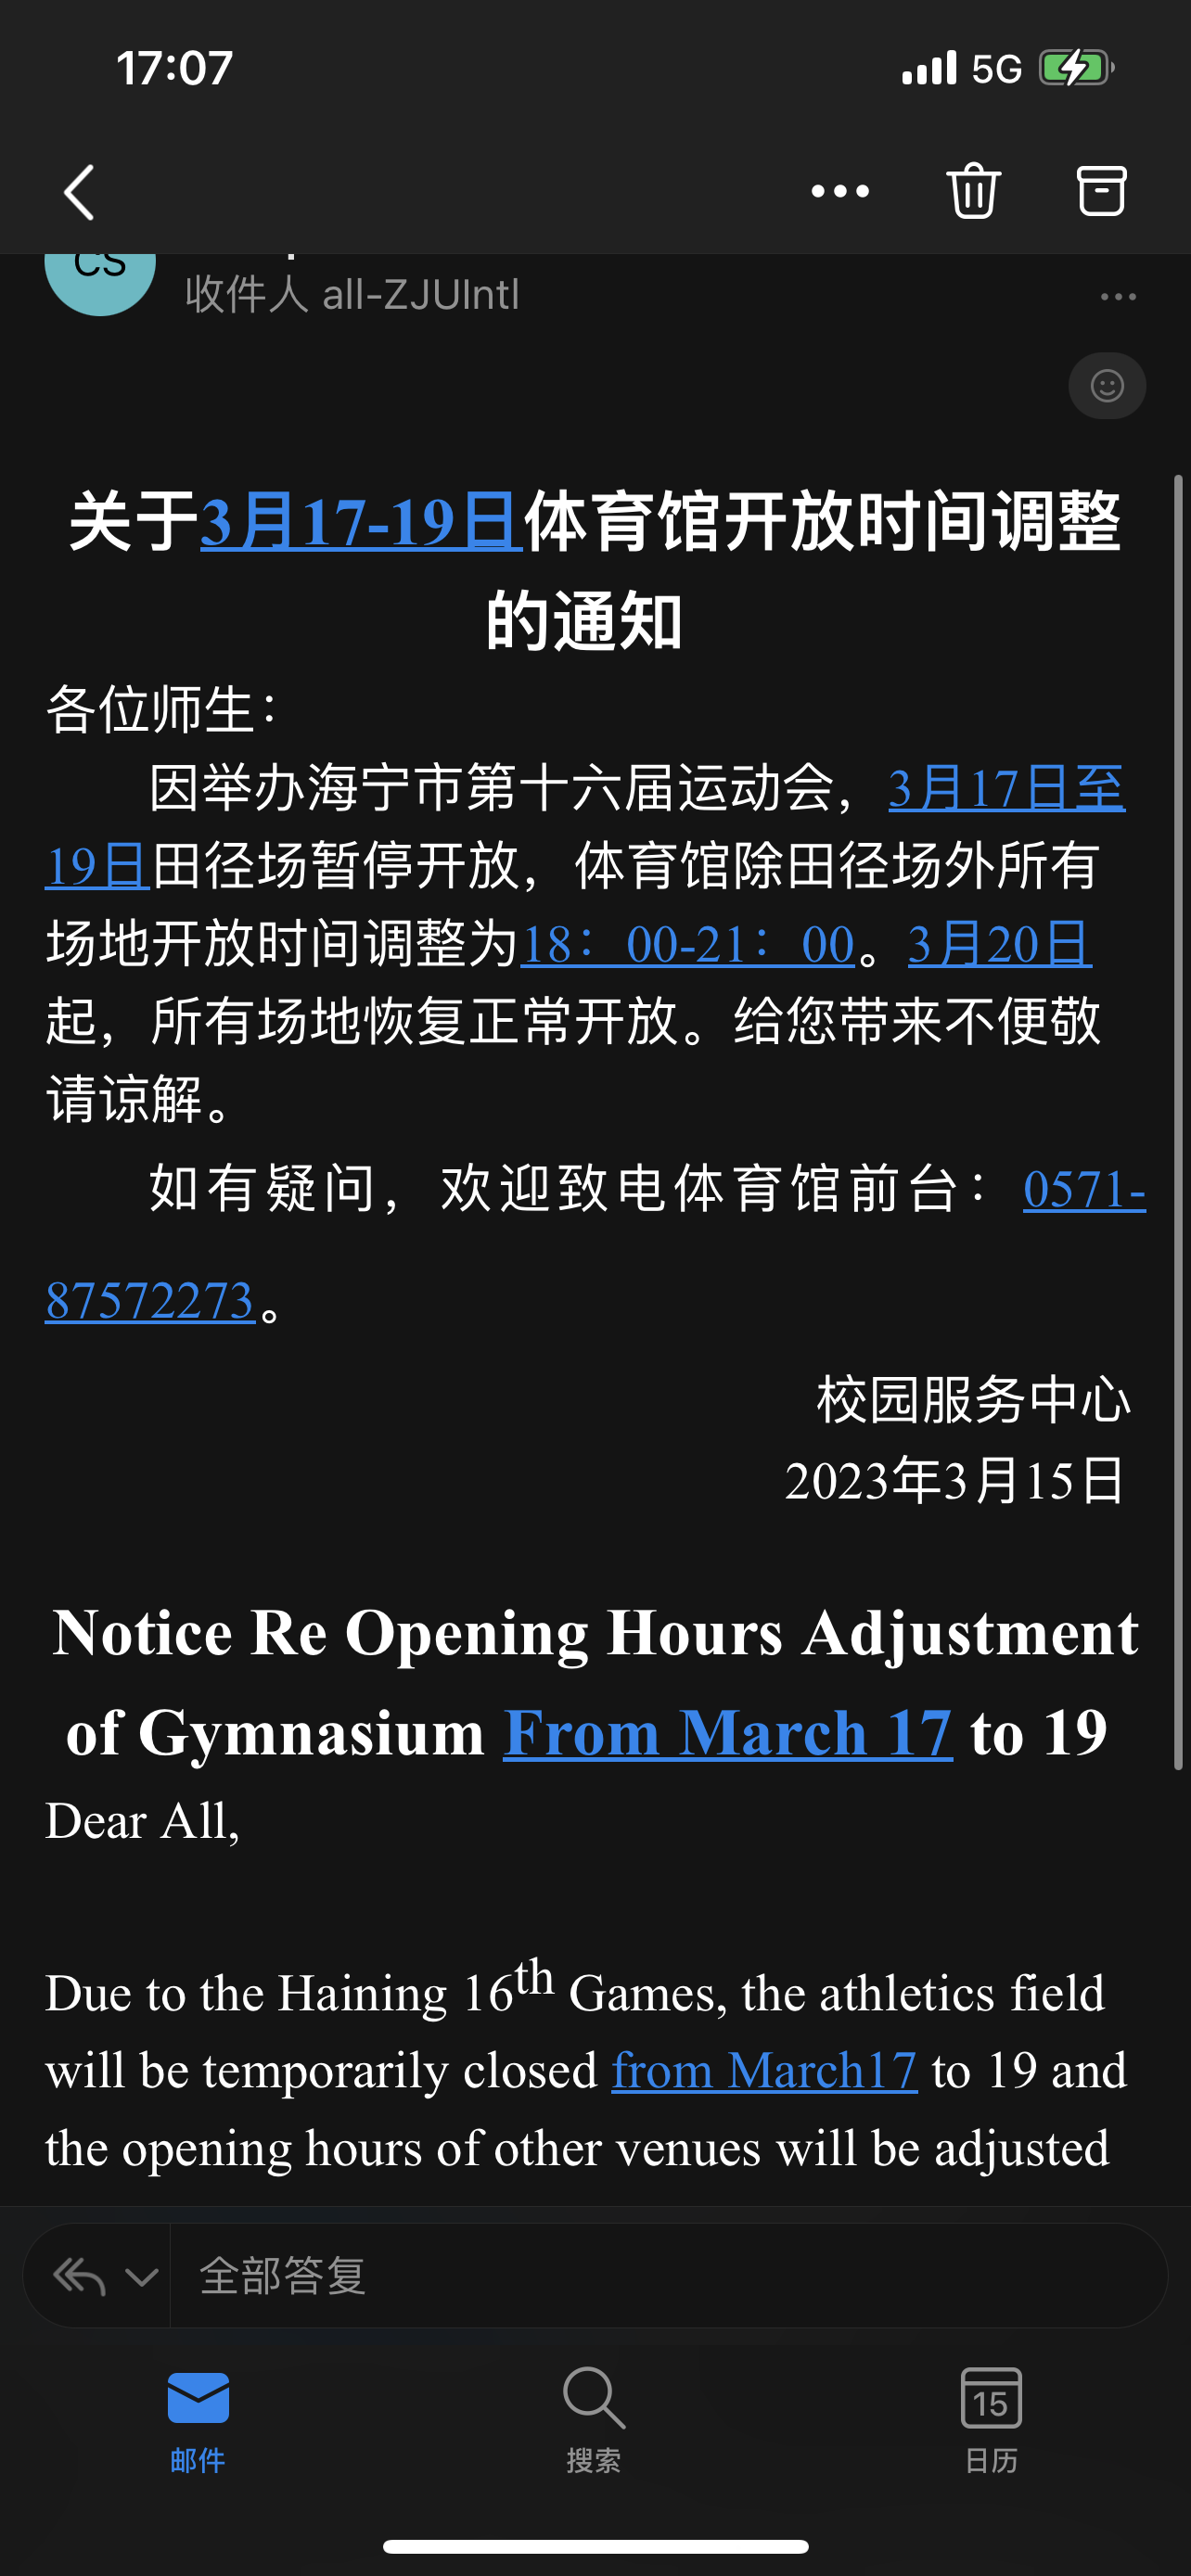 17:07
5G
CS
收件人 all-ZJUIntl
关于3月17-19日体育馆开放时间调整
的通知
各位师生：
因举办海宁市第十六届运动会，3月17日至
19日田径场暂停开放，体育馆除田径场外所有
场地开放时间调整为18：00-21：00。3月20日
起，所有场地恢复正常开放。给您带来不便敬
请谅解。
如有疑问，欢迎致电体育馆前台：0571-
87572273。
校园服务中心
2023年3月15日
Notice Re Opening Hours Adjustment
of Gymnasium From March 17 to 19
Dear All,
Due to the Haining 16th Games, the athletics field
will be temporarily closed from March17 to 19 and
the opening hours of other venues will be adjusted
全部答复
15
邮件
搜索
日历